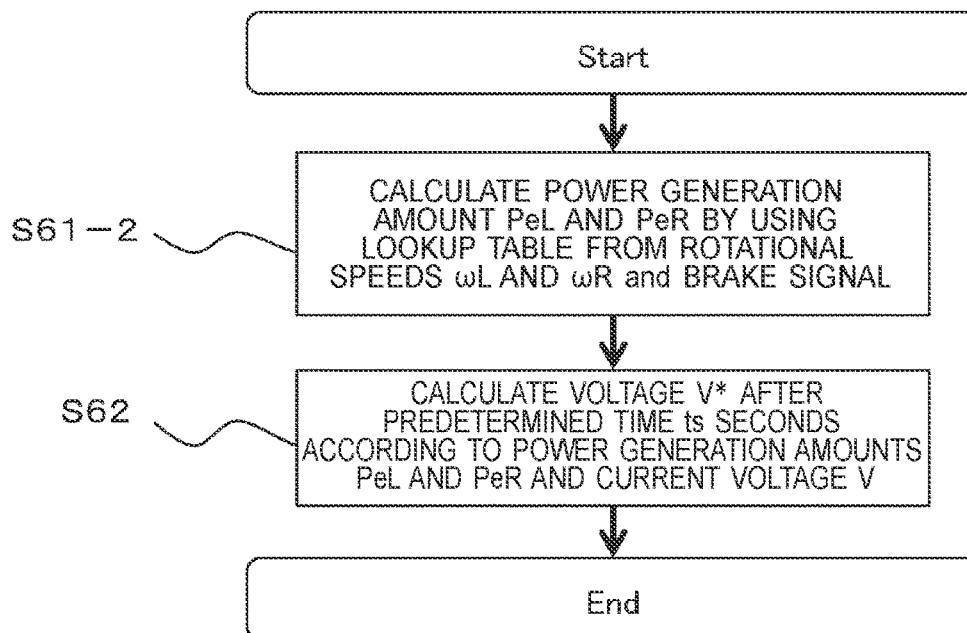 Start
S61-2
CALCULATE POWER GENERATION
AMOUNT PeL AND PeR BY USING
LOOKUP TABLE FROM ROTATIONAL
SPEEDS ωL AND ωR and BRAKE SIGNAL
S62
CALCULATE VOLTAGE V* AFTER
PREDETERMINED TIME ts SECONDS
ACCORDING TO POWER GENERATION AMOUNTS
PeL AND PeR AND CURRENT VOLTAGE V
End